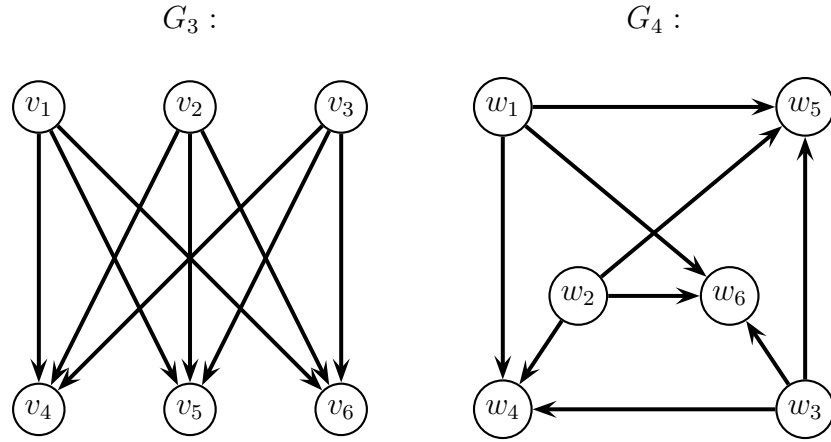 G₃ :
v₁ v₂ v₃
v₄ v₅ v₆
G₄ :
w₁ w₅
w₂ w₆
w₄ w₃